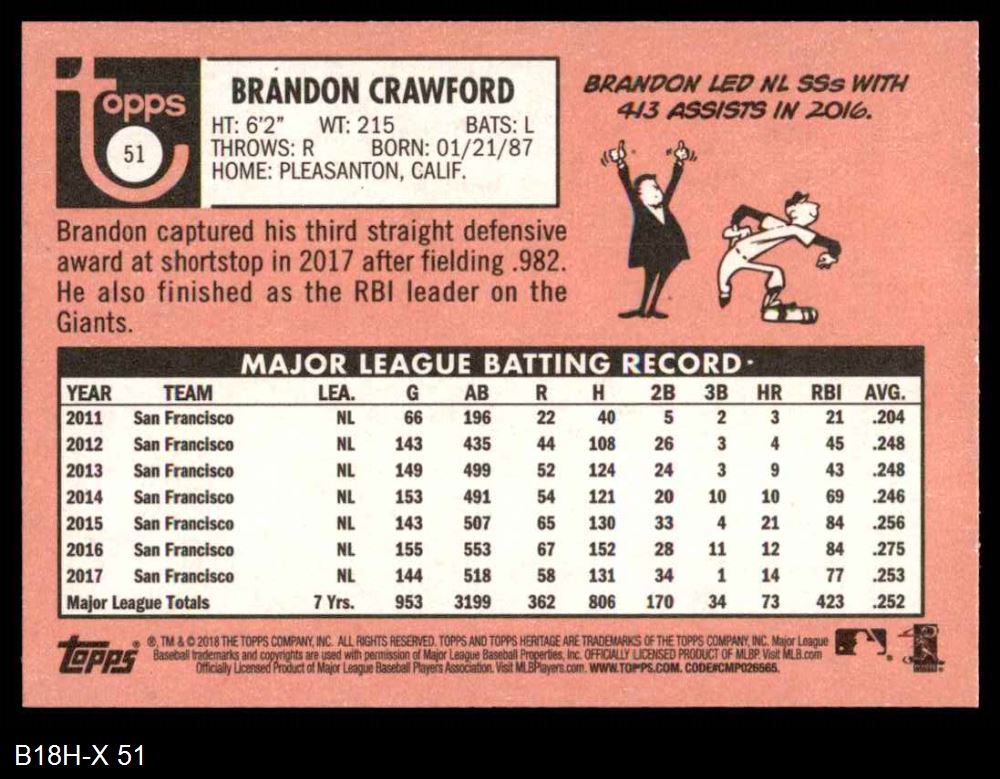 Topps
51
BRANDON CRAWFORD
HT: 6'2" WT: 215 BATS: L
THROWS: R BORN: 01/21/87
HOME: PLEASANTON, CALIF.
BRANDON LED NL SSs WITH
413 ASSISTS IN 2016.
Brandon captured his third straight defensive
award at shortstop in 2017 after fielding .982.
He also finished as the RBI leader on the
Giants.
MAJOR LEAGUE BATTING RECORD
YEAR TEAM LEA. G AB R H 2B 3B HR RBI AVG.
2011 San Francisco NL 66 196 22 40 5 2 3 21 .204
2012 San Francisco NL 143 435 44 108 26 3 4 45 .248
2013 San Francisco NL 149 499 52 124 24 3 9 43 .248
2014 San Francisco NL 153 491 54 121 20 10 10 69 .246
2015 San Francisco NL 143 507 65 130 33 4 21 84 .256
2016 San Francisco NL 155 553 67 152 28 11 12 84 .275
2017 San Francisco NL 144 518 58 131 34 1 14 77 .253
Major League Totals 7 Yrs. 953 3199 362 806 170 34 73 423 .252
Topps® ®, TM & © 2018 THE TOPPS COMPANY, INC. ALL RIGHTS RESERVED. TOPPS AND TOPPS HERITAGE ARE TRADEMARKS OF THE TOPPS COMPANY, INC. Major League
Baseball trademarks and copyrights are used with permission of Major League Baseball Properties, Inc. OFFICIALLY LICENSED PRODUCT OF MLBP. Visit MLB.com
Officially Licensed Product of Major League Baseball Players Association. Visit MLBPlayers.com. WWW.TOPPS.COM. CODE#CMP026565.
B18H-X 51